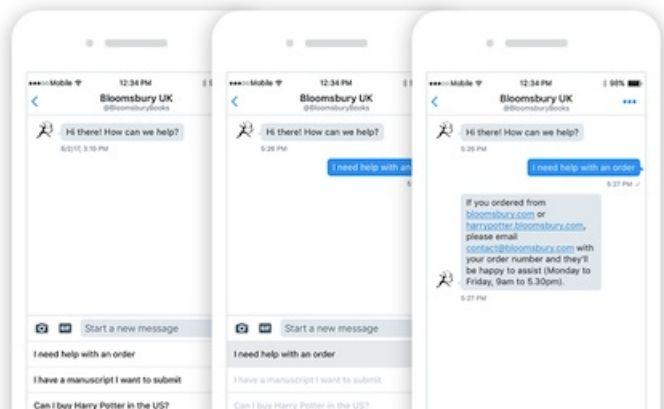 Mobile 12:34 PM
Bloomsbury UK
@BloomsburyBooks
Hi there! How can we help?
6/2/17, 3:19 PM
Start a new message
I need help with an order
I have a manuscript I want to submit
Can I buy Harry Potter in the US?
Mobile 12:34 PM
Bloomsbury UK
@BloomsburyBooks
Hi there! How can we help?
5:26 PM
I need help with an
Start a new message
I need help with an order
I have a manuscript I want to submit
Can I buy Harry Potter in the US?
Mobile 12:34 PM 98%
Bloomsbury UK
@BloomsburyBooks
Hi there! How can we help?
5:26 PM
I need help with an order
5:27 PM
If you ordered from
bloomsbury.com or
harrypotter.bloomsbury.com,
please email
contact@bloomsbury.com with
your order number and they'll
be happy to assist (Monday to
Friday, 9am to 5.30pm).
5:27 PM